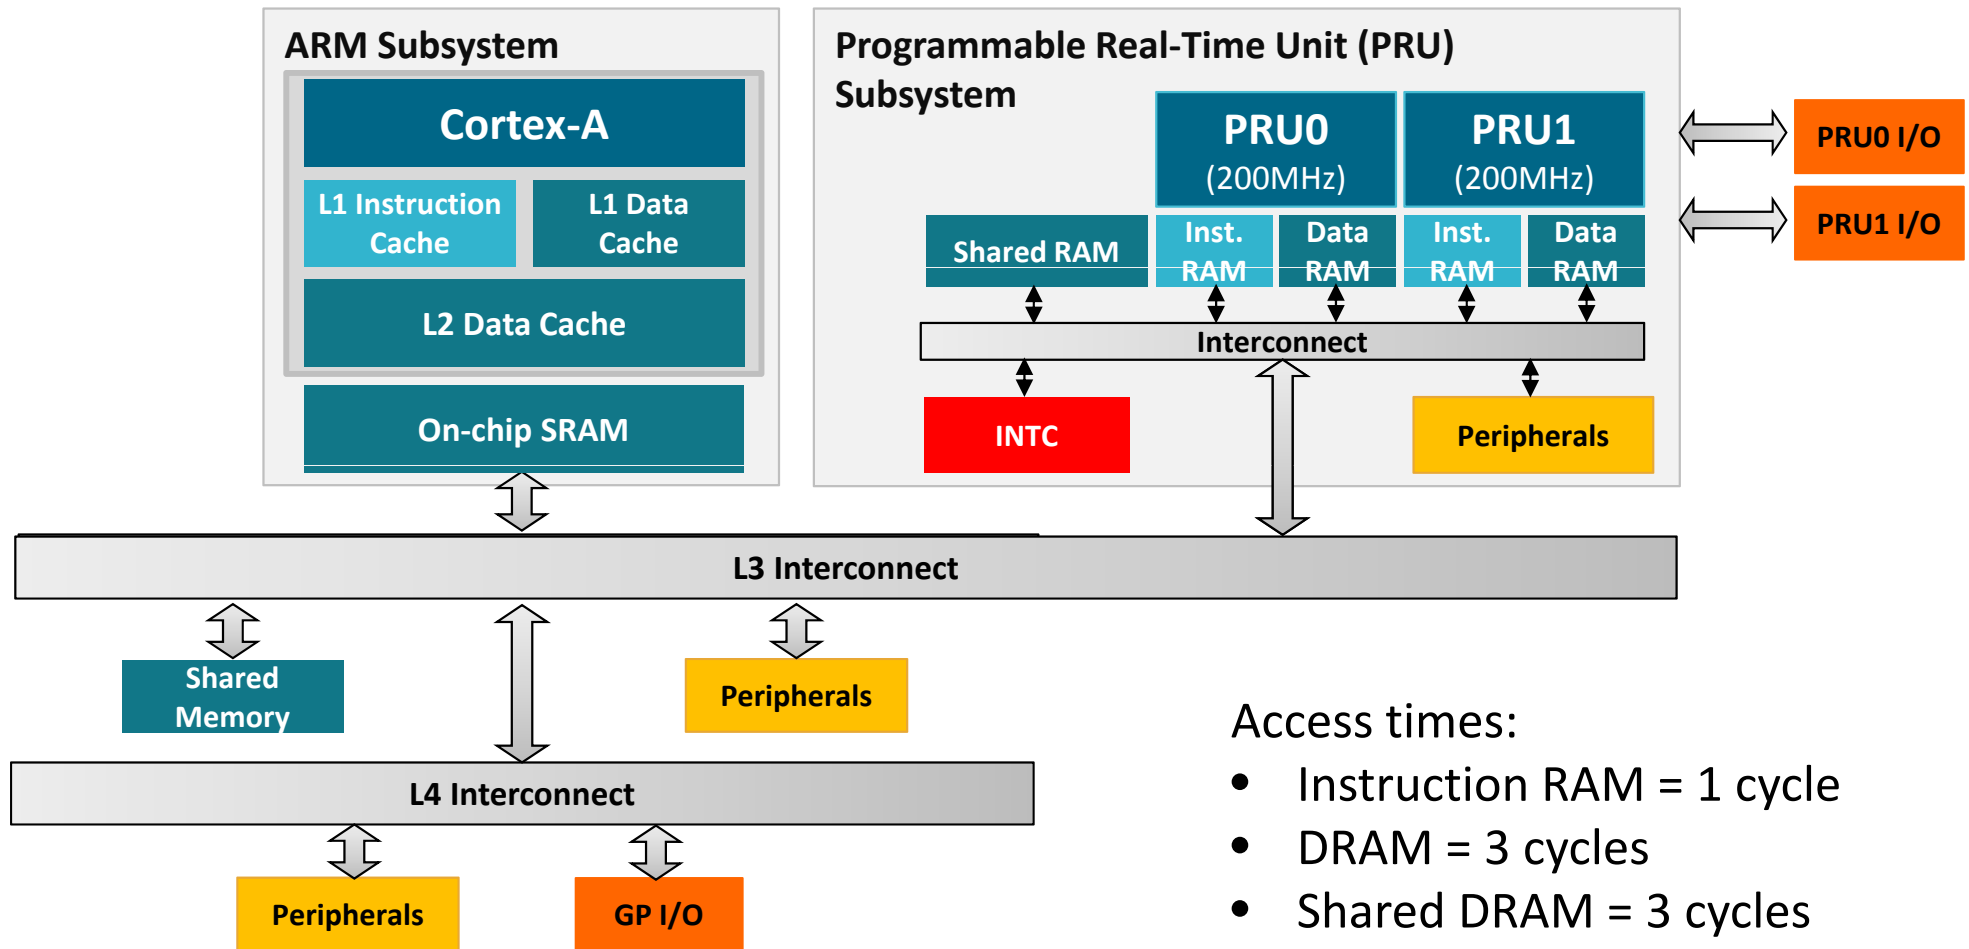 ARM Subsystem
Cortex-A
L1 Instruction
Cache
L1 Data
Cache
L2 Data Cache
On-chip SRAM
Programmable Real-Time Unit (PRU)
Subsystem
PRU0
(200MHz)
PRU1
(200MHz)
Shared RAM
Inst.
RAM
Data
RAM
Inst.
RAM
Data
RAM
Interconnect
INTC
Peripherals
PRU0 I/O
PRU1 I/O
L3 Interconnect
Shared
Memory
Peripherals
L4 Interconnect
Peripherals
GP I/O
Access times:
• Instruction RAM = 1 cycle
• DRAM = 3 cycles
• Shared DRAM = 3 cycles